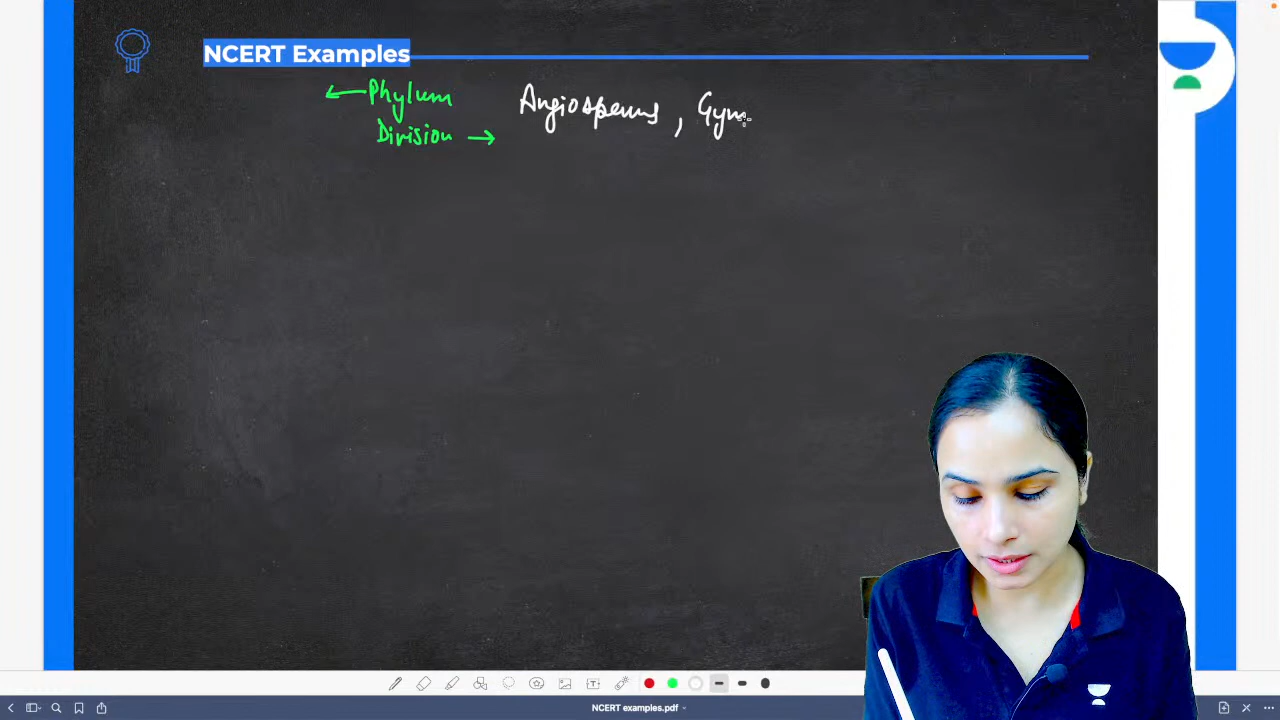 NCERT Examples
← Phylum
Division → Angiosperms, Gym
NCERT examples.pdf